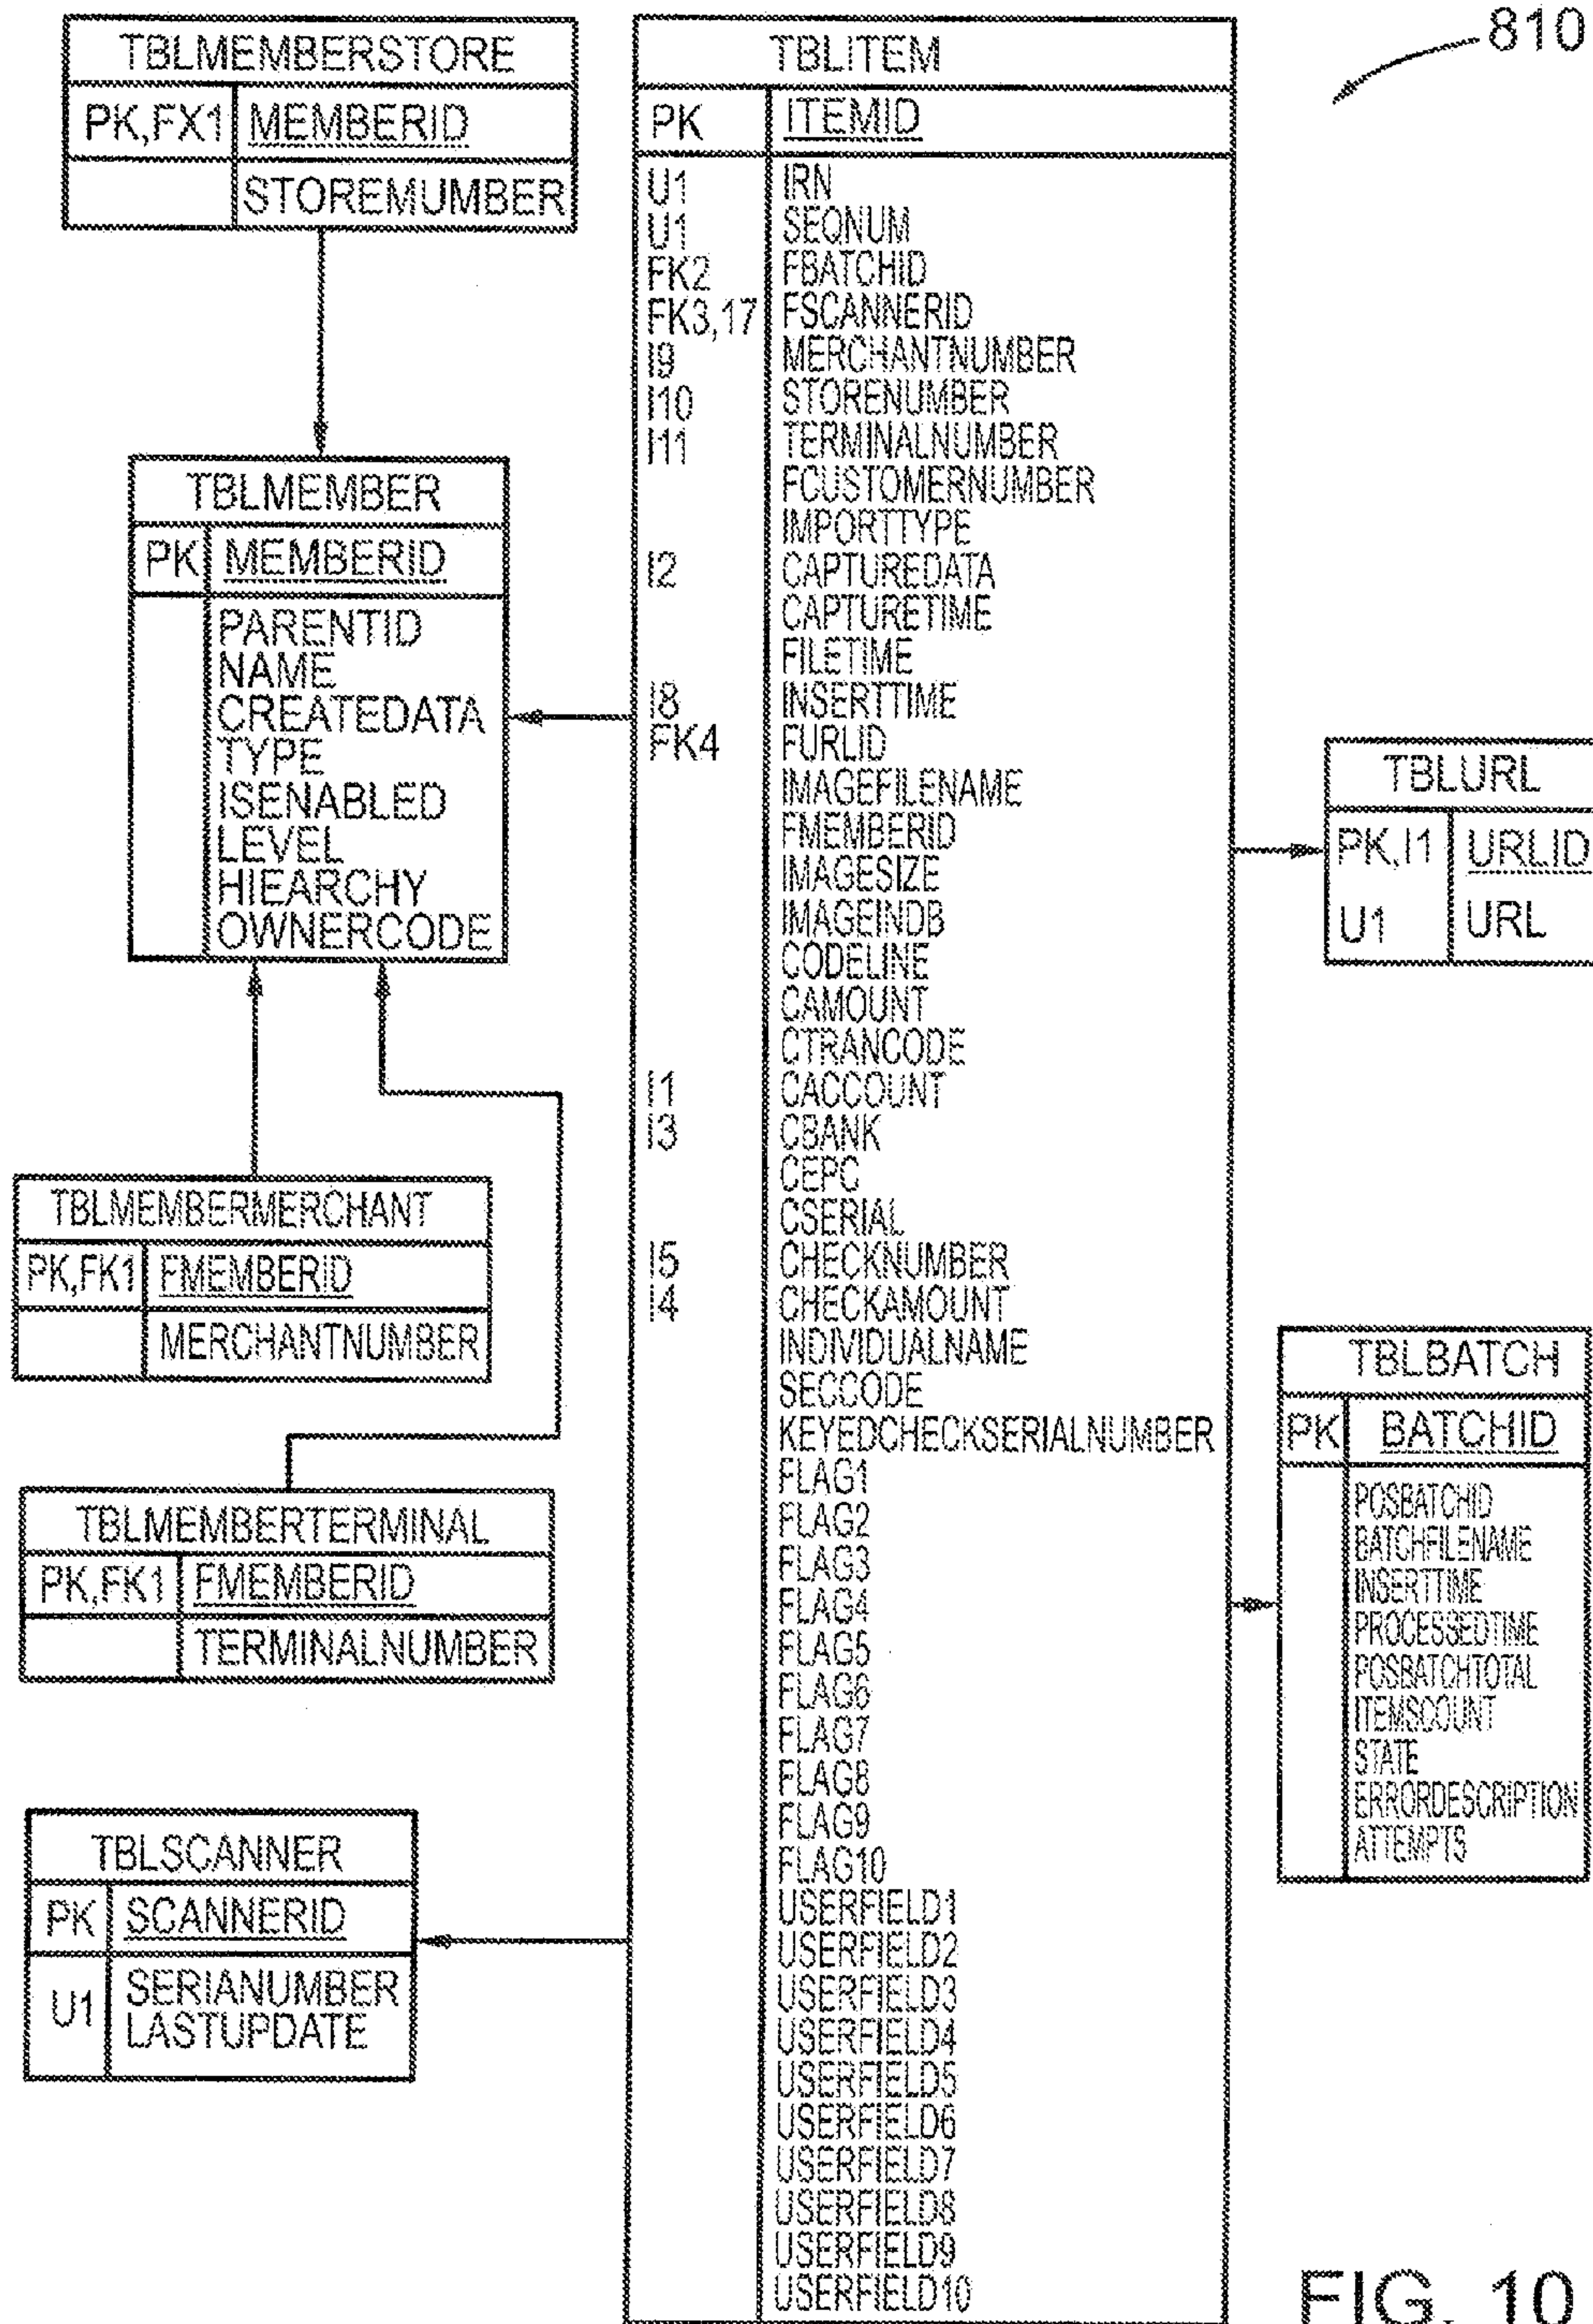 810
TBLMEMBERSTORE
PK,FX1 MEMBERID
STOREMUMBER
TBLMEMBER
PK MEMBERID
PARENTID
NAME
CREATEDATA
TYPE
ISENABLED
LEVEL
HIEARCHY
OWNERCODE
TBLMEMBERMERCHANT
PK,FK1 FMEMBERID
MERCHANTNUMBER
TBLMEMBERTERMINAL
PK,FK1 FMEMBERID
TERMINALNUMBER
TBLSCANNER
PK SCANNERID
U1 SERIANUMBER
LASTUPDATE
TBLITEM
PK ITEMID
U1 IRN
U1 SEQNUM
FK2 FBATCHID
FK3,17 FSCANNERID
I9 MERCHANTNUMBER
I10 STORENUMBER
I11 TERMINALNUMBER
FCUSTOMERNUMBER
IMPORTTYPE
I2 CAPTUREDATA
CAPTURETIME
FILETIME
I8 INSERTTIME
FK4 FURLID
IMAGEFILENAME
FMEMBERID
IMAGESIZE
IMAGEINDB
CODELINE
CAMOUNT
CTRANCODE
I1 CACCOUNT
I3 CBANK
CEPC
CSERIAL
I5 CHECKNUMBER
I4 CHECKAMOUNT
INDIVIDUALNAME
SECCODE
KEYEDCHECKSERIALNUMBER
FLAG1
FLAG2
FLAG3
FLAG4
FLAG5
FLAG6
FLAG7
FLAG8
FLAG9
FLAG10
USERFIELD1
USERFIELD2
USERFIELD3
USERFIELD4
USERFIELD5
USERFIELD6
USERFIELD7
USERFIELD8
USERFIELD9
USERFIELD10
TBLURL
PK,I1 URLID
U1 URL
TBLBATCH
PK BATCHID
POSBATCHID
BATCHFILENAME
INSERTTIME
PROCESSEDTIME
POSBATCHTOTAL
ITEMSCOUNT
STATE
ERRORDESCRIPTION
ATTEMPTS
FIG. 10